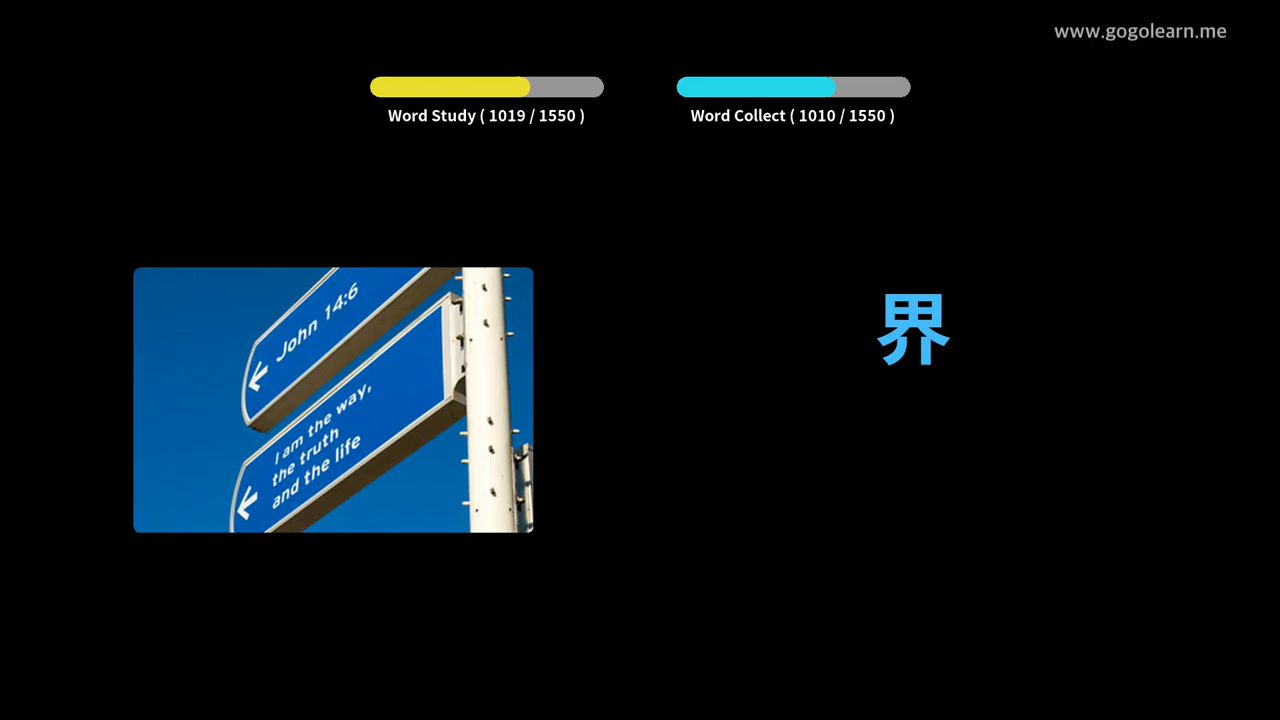 www.gogolearn.me
Word Study ( 1019 / 1550 )
Word Collect ( 1010 / 1550 )
John 14:6
I am the way,
the truth
and the life
界